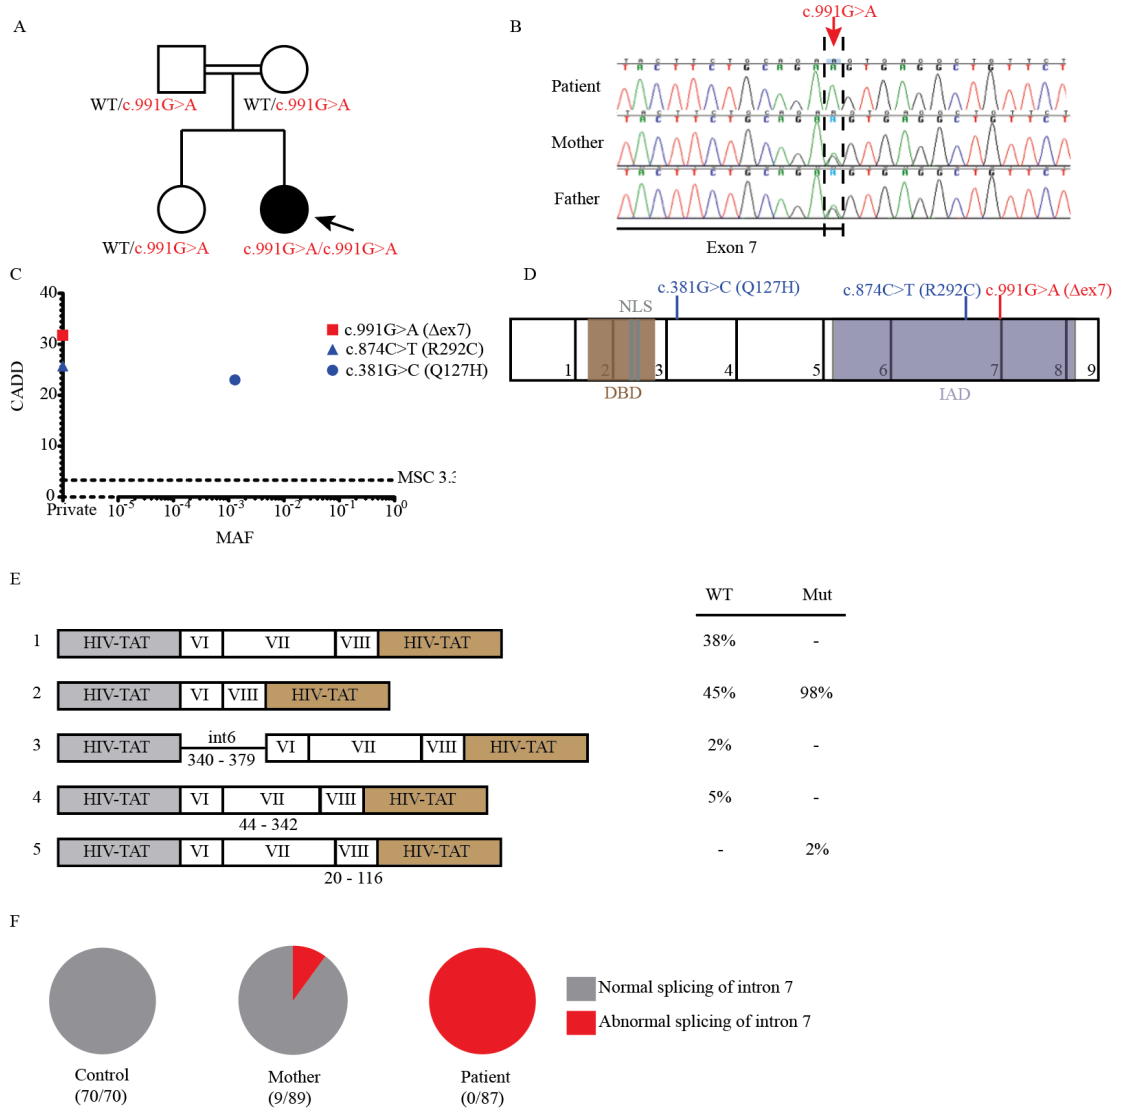 A
WT/c.991G>A
WT/c.991G>A
WT/c.991G>A
c.991G>A/c.991G>A
B
c.991G>A
Patient
T A C T T C T G C A G A A G T G A G G C T G T T C T
Mother
T A C T T C T G C A G A A G T G A G G C T G T T C T
Father
T A C T T C T G C A G A A G T G A G G C T G T T C T
Exon 7
C
CADD
40
30
20
10
0
MSC 3.3
Private
10-5
10-4
10-3
10-2
10-1
100
MAF
c.991G>A (Δex7)
c.874C>T (R292C)
c.381G>C (Q127H)
D
c.381G>C (Q127H)
c.874C>T (R292C)
c.991G>A (Δex7)
NLS
1
2
3
4
5
6
7
8
9
DBD
IAD
E
WT
Mut
1
HIV-TAT
VI
VII
VIII
HIV-TAT
38%
-
2
HIV-TAT
VI
VIII
HIV-TAT
45%
98%
3
HIV-TAT
int6
340 - 379
VI
VII
VIII
HIV-TAT
2%
-
4
HIV-TAT
VI
VII
VIII
HIV-TAT
44 - 342
5%
-
5
HIV-TAT
VI
VII
VIII
HIV-TAT
20 - 116
-
2%
F
Control
(70/70)
Mother
(9/89)
Patient
(0/87)
Normal splicing of intron 7
Abnormal splicing of intron 7